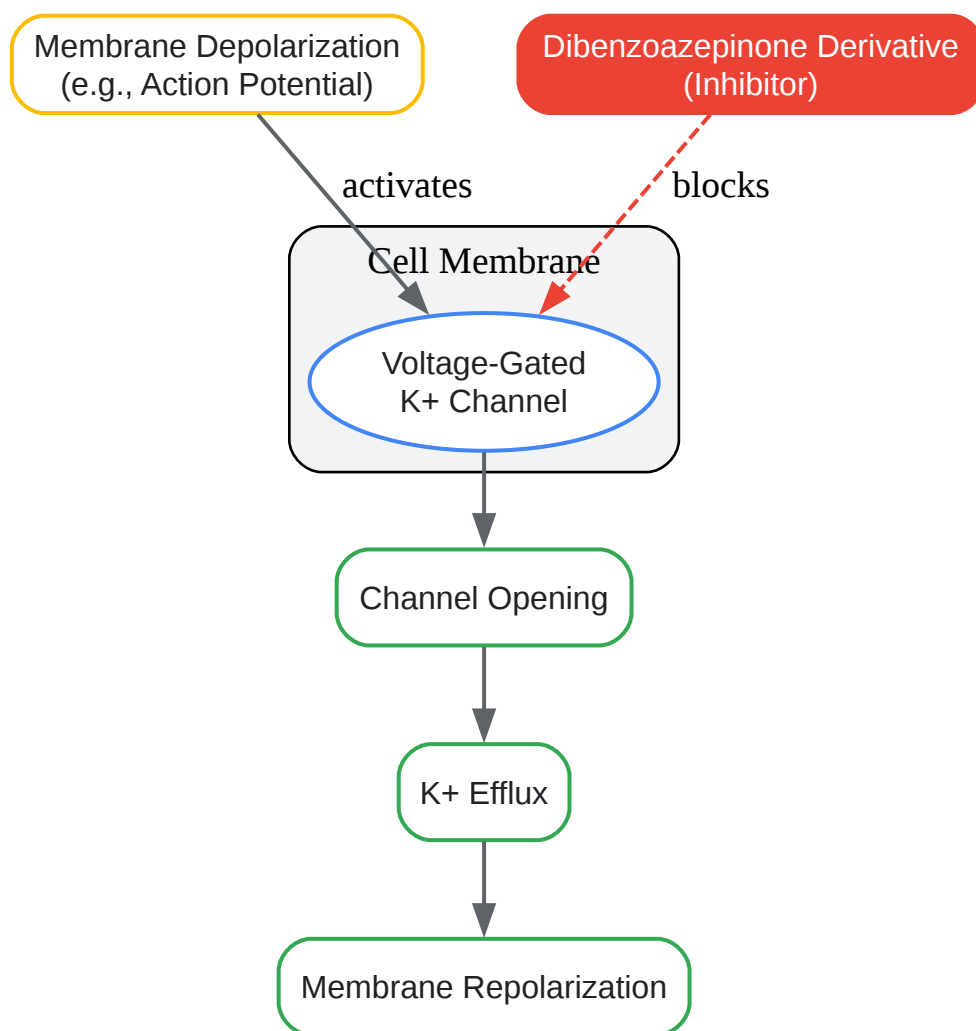 Membrane Depolarization
(e.g., Action Potential)
Dibenzoazepinone Derivative
(Inhibitor)
activates
blocks
Cell Membrane
Voltage-Gated
K+ Channel
Channel Opening
K+ Efflux
Membrane Repolarization